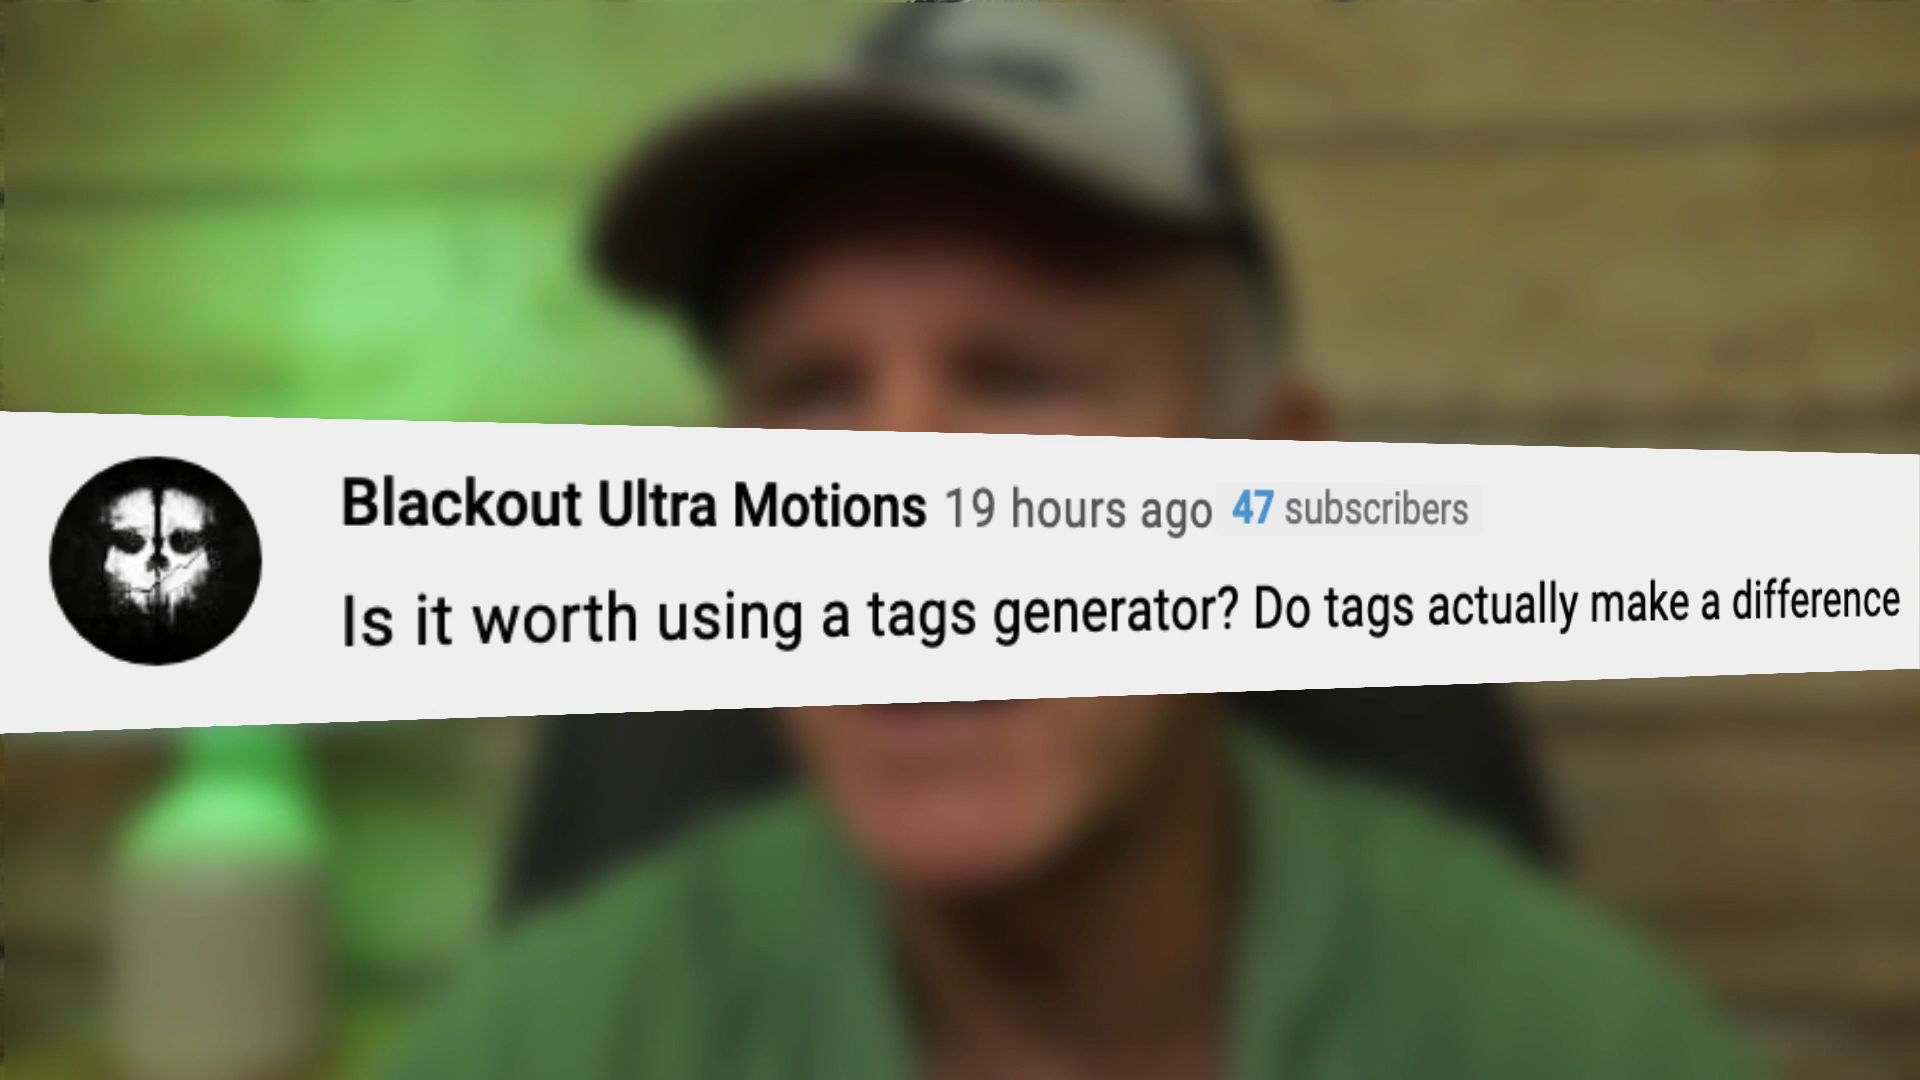 Blackout Ultra Motions 19 hours ago 47 subscribers
Is it worth using a tags generator? Do tags actually make a difference